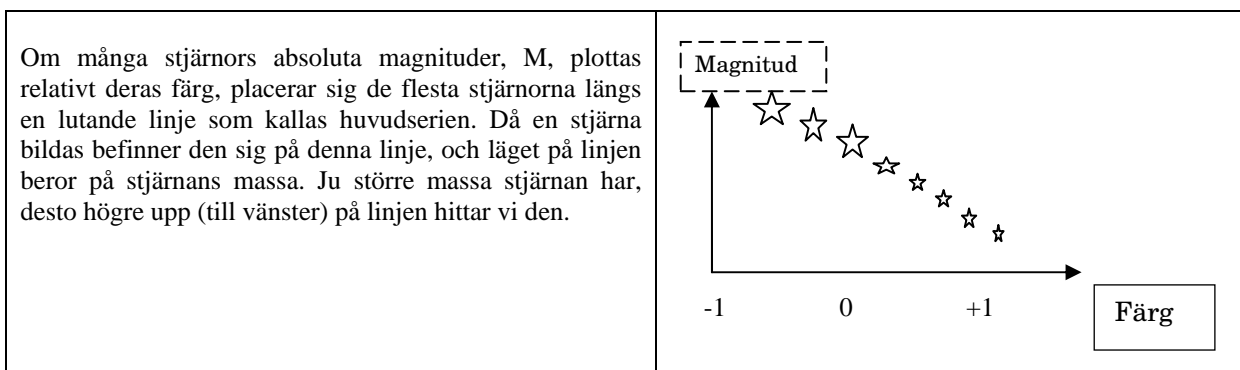 Om många stjärnors absoluta magnituder, M, plottas
relativt deras färg, placerar sig de flesta stjärnorna längs
en lutande linje som kallas huvudserien. Då en stjärna
bildas befinner den sig på denna linje, och läget på linjen
beror på stjärnans massa. Ju större massa stjärnan har,
desto högre upp (till vänster) på linjen hittar vi den.
Magnitud
-1 0 +1
Färg